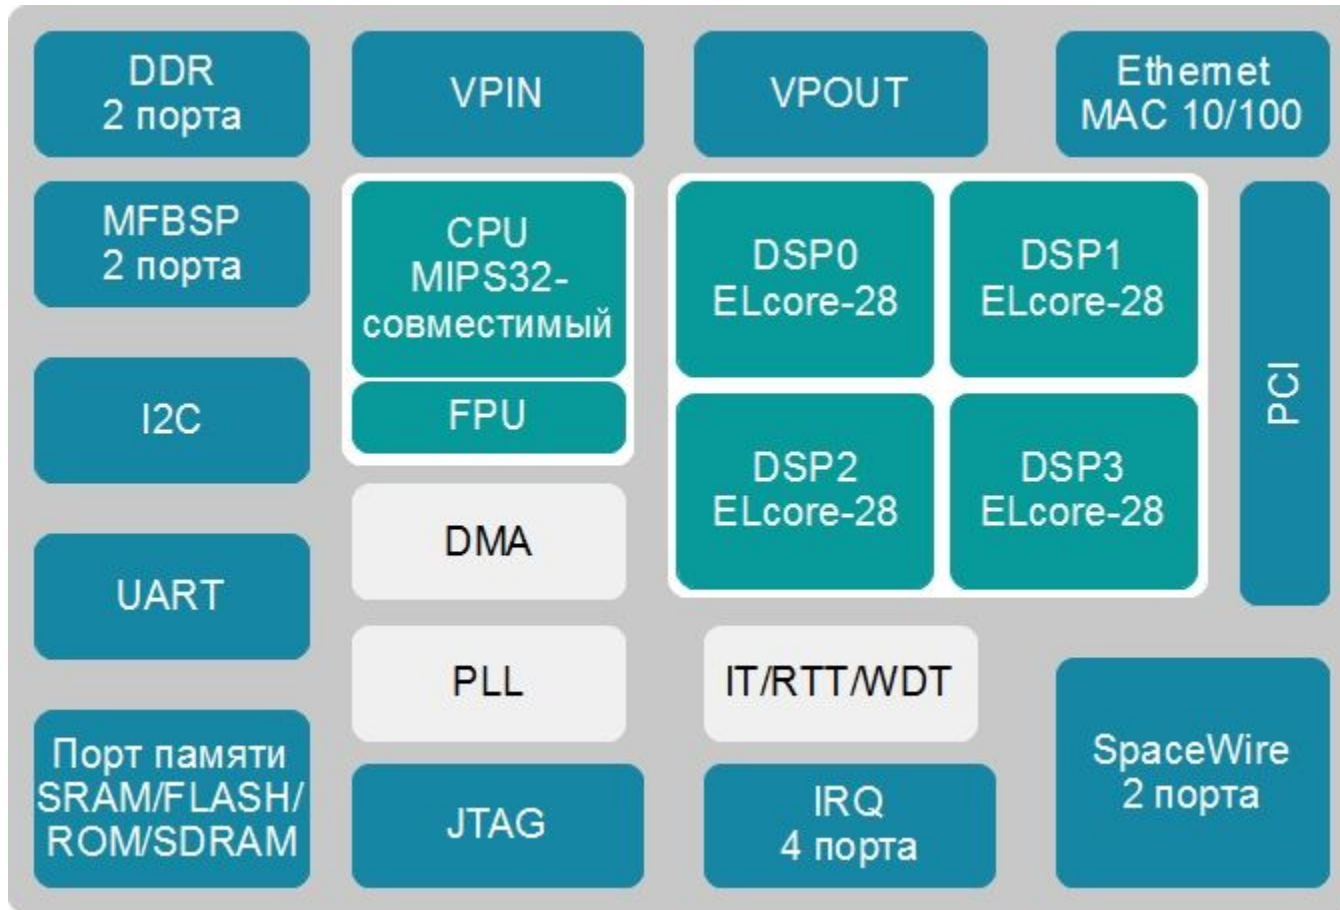 DDR
2 порта
VPIN
VPOUT
Ethernet
MAC 10/100
MFBSP
2 порта
CPU
MIPS32-
совместимый
FPU
DSP0
ELcore-28
DSP1
ELcore-28
PCI
I2C
DSP2
ELcore-28
DSP3
ELcore-28
DMA
UART
PLL
IT/RTT/WDT
Порт памяти
SRAM/FLASH/
ROM/SDRAM
JTAG
IRQ
4 порта
SpaceWire
2 порта